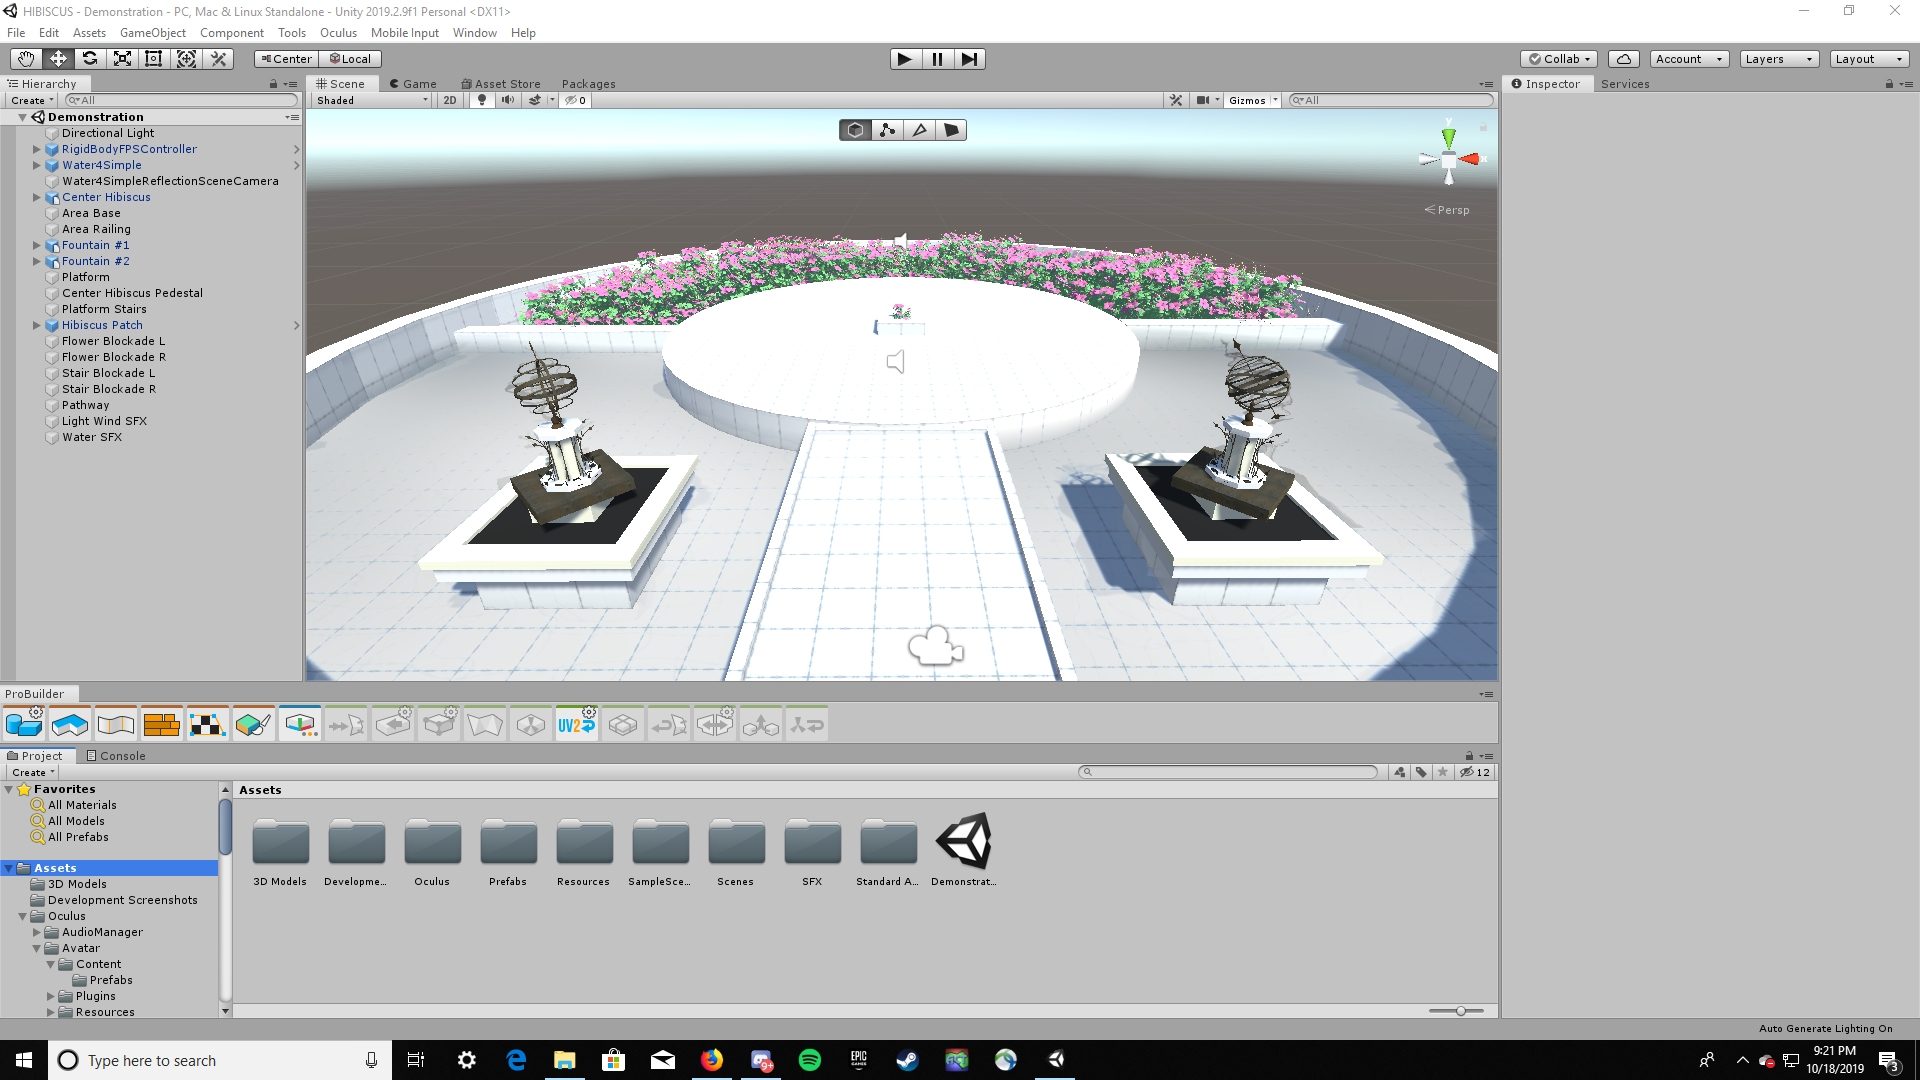 HIBISCUS - Demonstration - PC, Mac & Linux Standalone - Unity 2019.2.9f1 Personal <DX11>
File Edit Assets GameObject Component Tools Oculus Mobile Input Window Help
Center Local Collab Account Layers Layout
Hierarchy Scene Game Asset Store Packages Inspector Services
Create All Shaded 2D 0 Gizmos All
Demonstration
Directional Light
RigidBodyFPSController
Water4Simple
Water4SimpleReflectionSceneCamera
Center Hibiscus
Area Base
Area Railing
Fountain #1
Fountain #2
Platform
Center Hibiscus Pedestal
Platform Stairs
Hibiscus Patch
Flower Blockade L
Flower Blockade R
Stair Blockade L
Stair Blockade R
Pathway
Light Wind SFX
Water SFX
y
x
Persp
ProBuilder
UV2
Project Console
Create 12
Favorites
All Materials
All Models
All Prefabs
Assets
3D Models
Development Screenshots
Oculus
AudioManager
Avatar
Content
Prefabs
Plugins
Resources
Assets
3D Models Developme... Oculus Prefabs Resources SampleSce... Scenes SFX Standard A... Demonstrat...
Auto Generate Lighting On
Type here to search
9+
EPIC GAMES
9:21 PM
10/18/2019
3